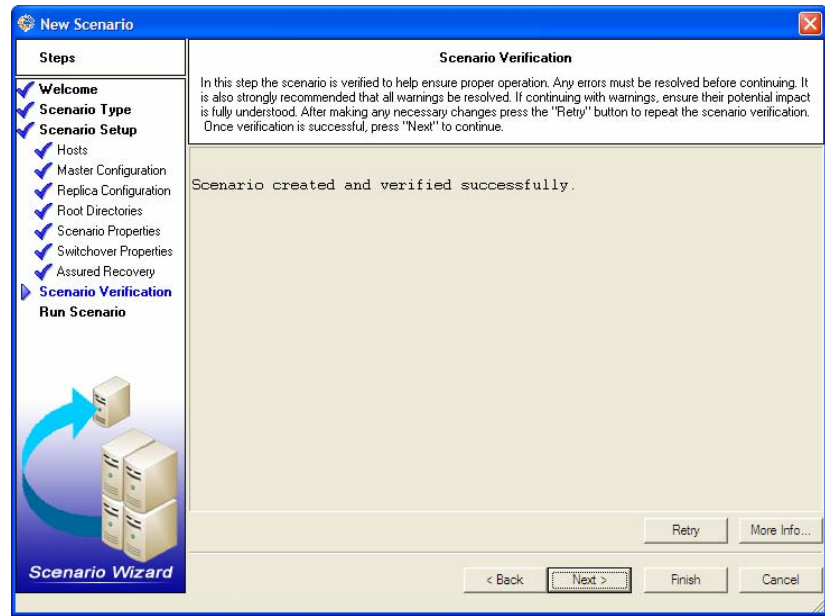 New Scenario
Steps
Welcome
Scenario Type
Scenario Setup
Hosts
Master Configuration
Replica Configuration
Root Directories
Scenario Properties
Switchover Properties
Assured Recovery
Scenario Verification
Run Scenario
Scenario Wizard
Scenario Verification
In this step the scenario is verified to help ensure proper operation. Any errors must be resolved before continuing. It
is also strongly recommended that all warnings be resolved. If continuing with warnings, ensure their potential impact
is fully understood. After making any necessary changes press the "Retry" button to repeat the scenario verification.
Once verification is successful, press "Next" to continue.
Scenario created and verified successfully.
Retry
More Info...
< Back
Next >
Finish
Cancel